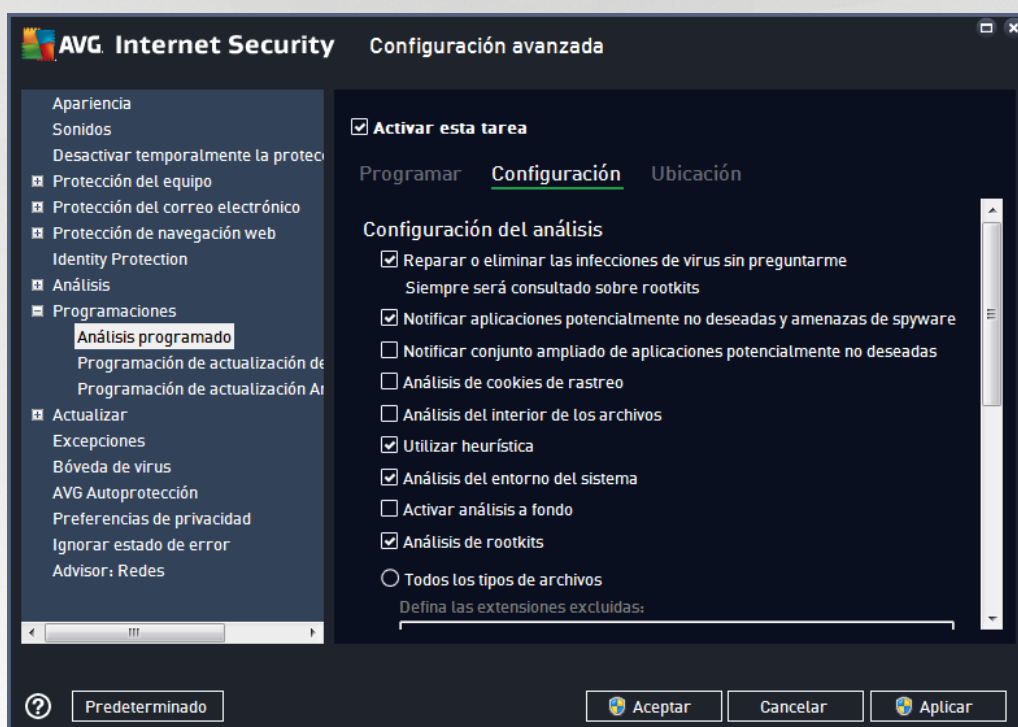 AVG. Internet Security
Configuración avanzada
Apariencia
Sonidos
Desactivar temporalmente la protec
Protección del equipo
Protección del correo electrónico
Protección de navegación web
Identity Protection
Análisis
Programaciones
Análisis programado
Programación de actualización de
Programación de actualización
Actualizar
Excepciones
Bóveda de virus
AVG Autoprotección
Preferencias de privacidad
Ignorar estado de error
Advisor: Redes
Activar esta tarea
Programar Configuración Ubicación
Configuración del análisis
Reparar o eliminar las infecciones de virus sin preguntarme
Siempre será consultado sobre rootkits
Notificar aplicaciones potencialmente no deseadas y amenazas de spyware
Notificar conjunto ampliado de aplicaciones potencialmente no deseadas
Análisis de cookies de rastreo
Análisis del interior de los archivos
Utilizar heurística
Análisis del entorno del sistema
Activar análisis a fondo
Análisis de rootkits
Todos los tipos de archivos
Defina las extensiones excluidas:
Predeterminado Aceptar Cancelar Aplicar